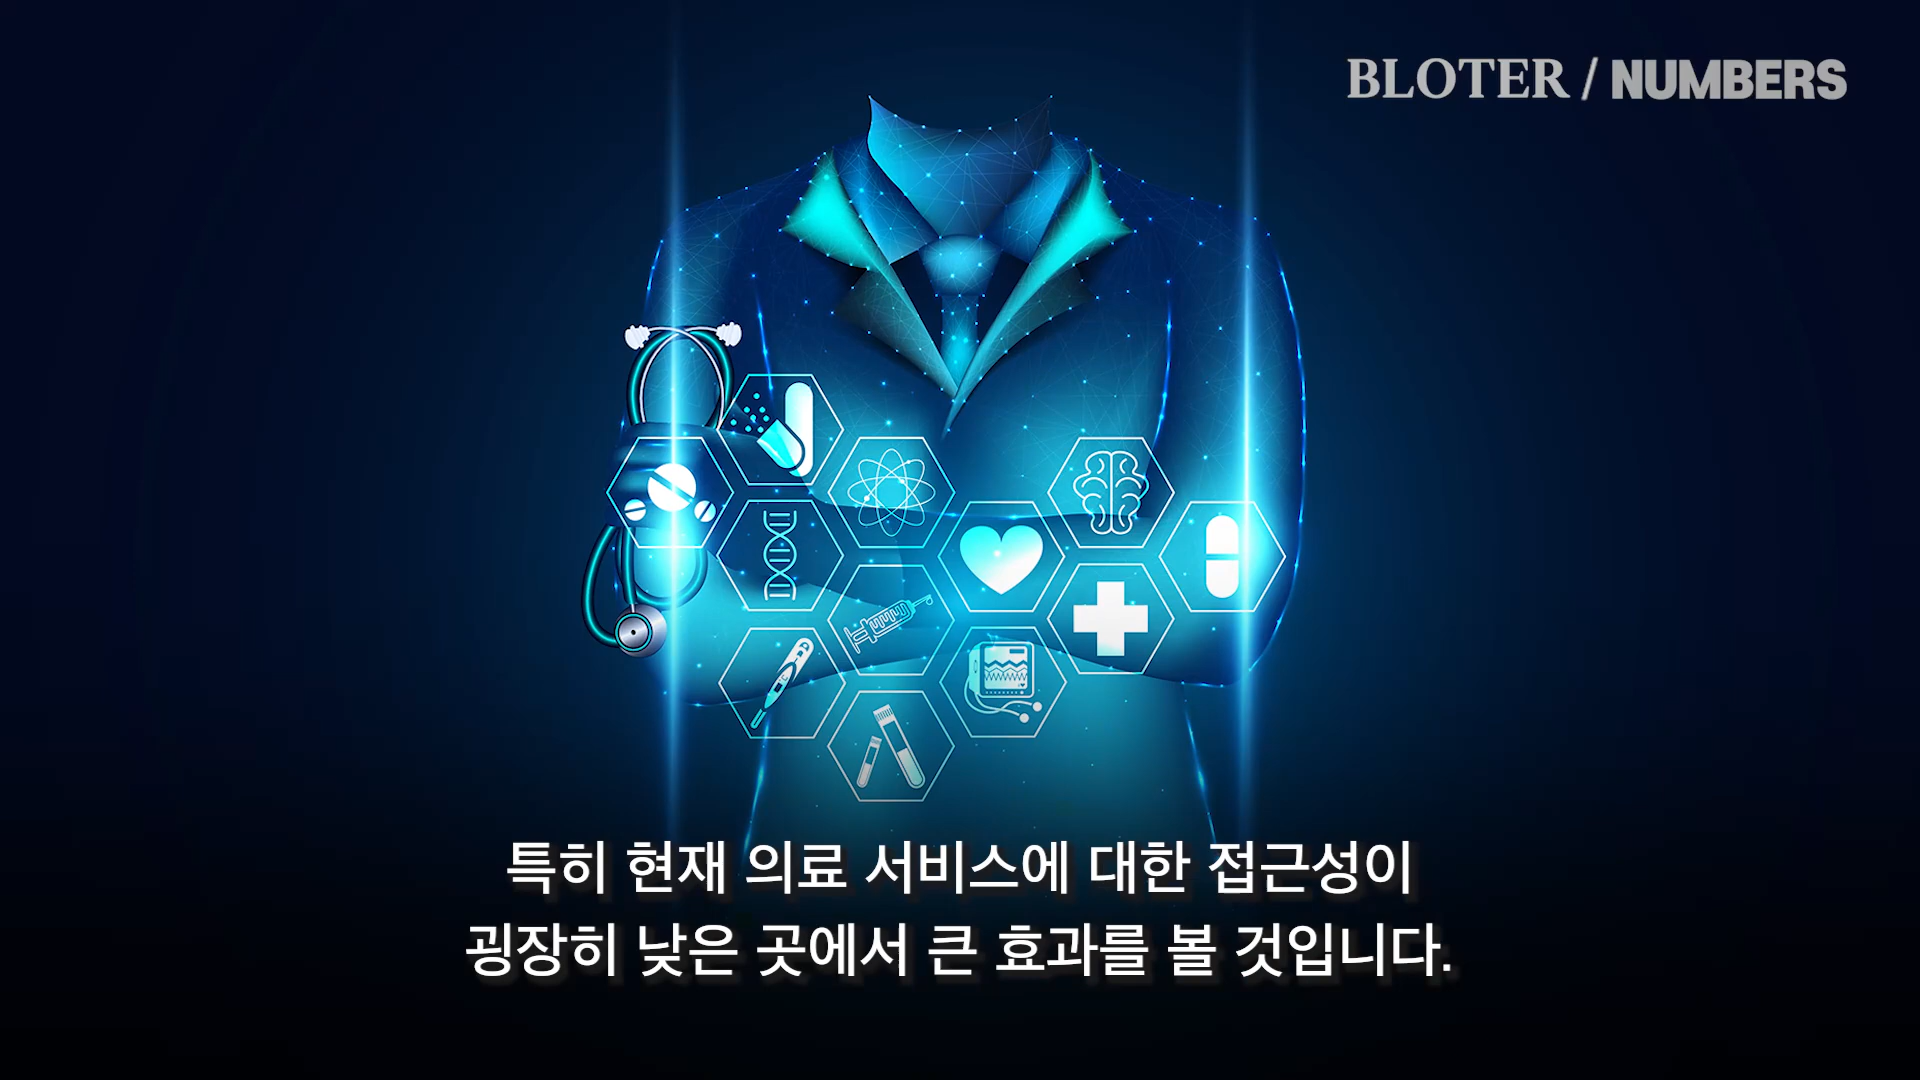 BLOTER / NUMBERS
특히 현재 의료 서비스에 대한 접근성이
굉장히 낮은 곳에서 큰 효과를 볼 것입니다.